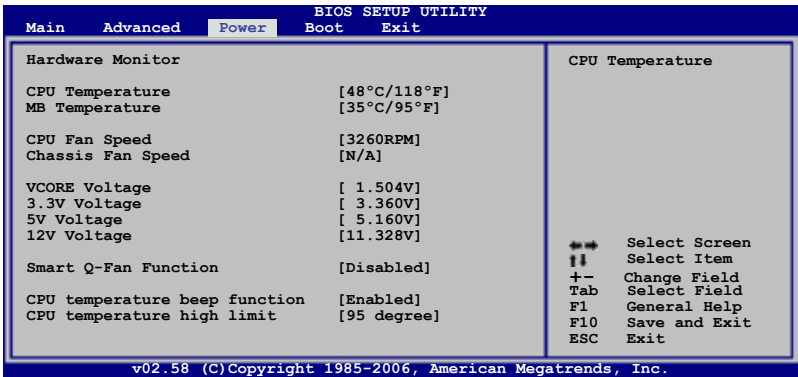 BIOS SETUP UTILITY
Main Advanced Power Boot Exit
Hardware Monitor
CPU Temperature [48°C/118°F]
MB Temperature [35°C/95°F]
CPU Fan Speed [3260RPM]
Chassis Fan Speed [N/A]
VCORE Voltage [ 1.504V]
3.3V Voltage [ 3.360V]
5V Voltage [ 5.160V]
12V Voltage [11.328V]
Smart Q-Fan Function [Disabled]
CPU temperature beep function [Enabled]
CPU temperature high limit [95 degree]
CPU Temperature
←→ Select Screen
↑↓ Select Item
+- Change Field
Tab Select Field
F1 General Help
F10 Save and Exit
ESC Exit
v02.58 (C)Copyright 1985-2006, American Megatrends, Inc.